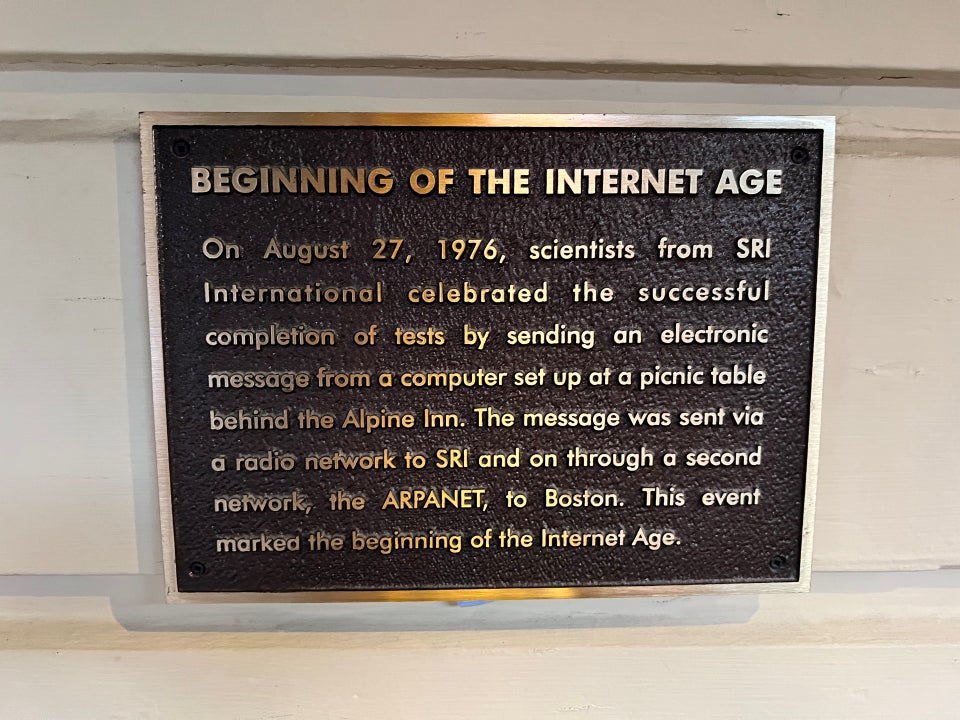 BEGINNING OF THE INTERNET AGE
On August 27, 1976, scientists from SRI
International celebrated the successful
completion of tests by sending an electronic
message from a computer set up at a picnic table
behind the Alpine Inn. The message was sent via
a radio network to SRI and on through a second
network, the ARPANET, to Boston. This event
marked the beginning of the Internet Age.